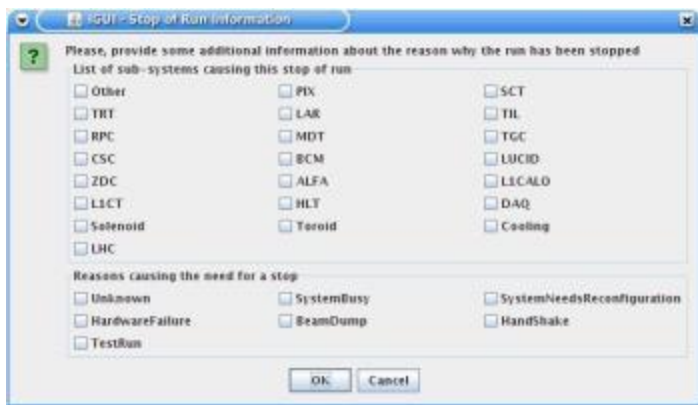 IGUI - Stop of Run Information
Please, provide some additional information about the reason why the run has been stopped
List of sub-systems causing this stop of run
Other PIX SCT
TRT LAR TIL
RPC MDT TGC
CSC BCM LUCID
ZDC ALFA L1CALO
L1CT HLT DAQ
Solenoid Toroid Cooling
LHC
Reasons causing the need for a stop
Unknown SystemBusy SystemNeedsReconfiguration
HardwareFailure BeamDump HandShake
TestRun
OK Cancel